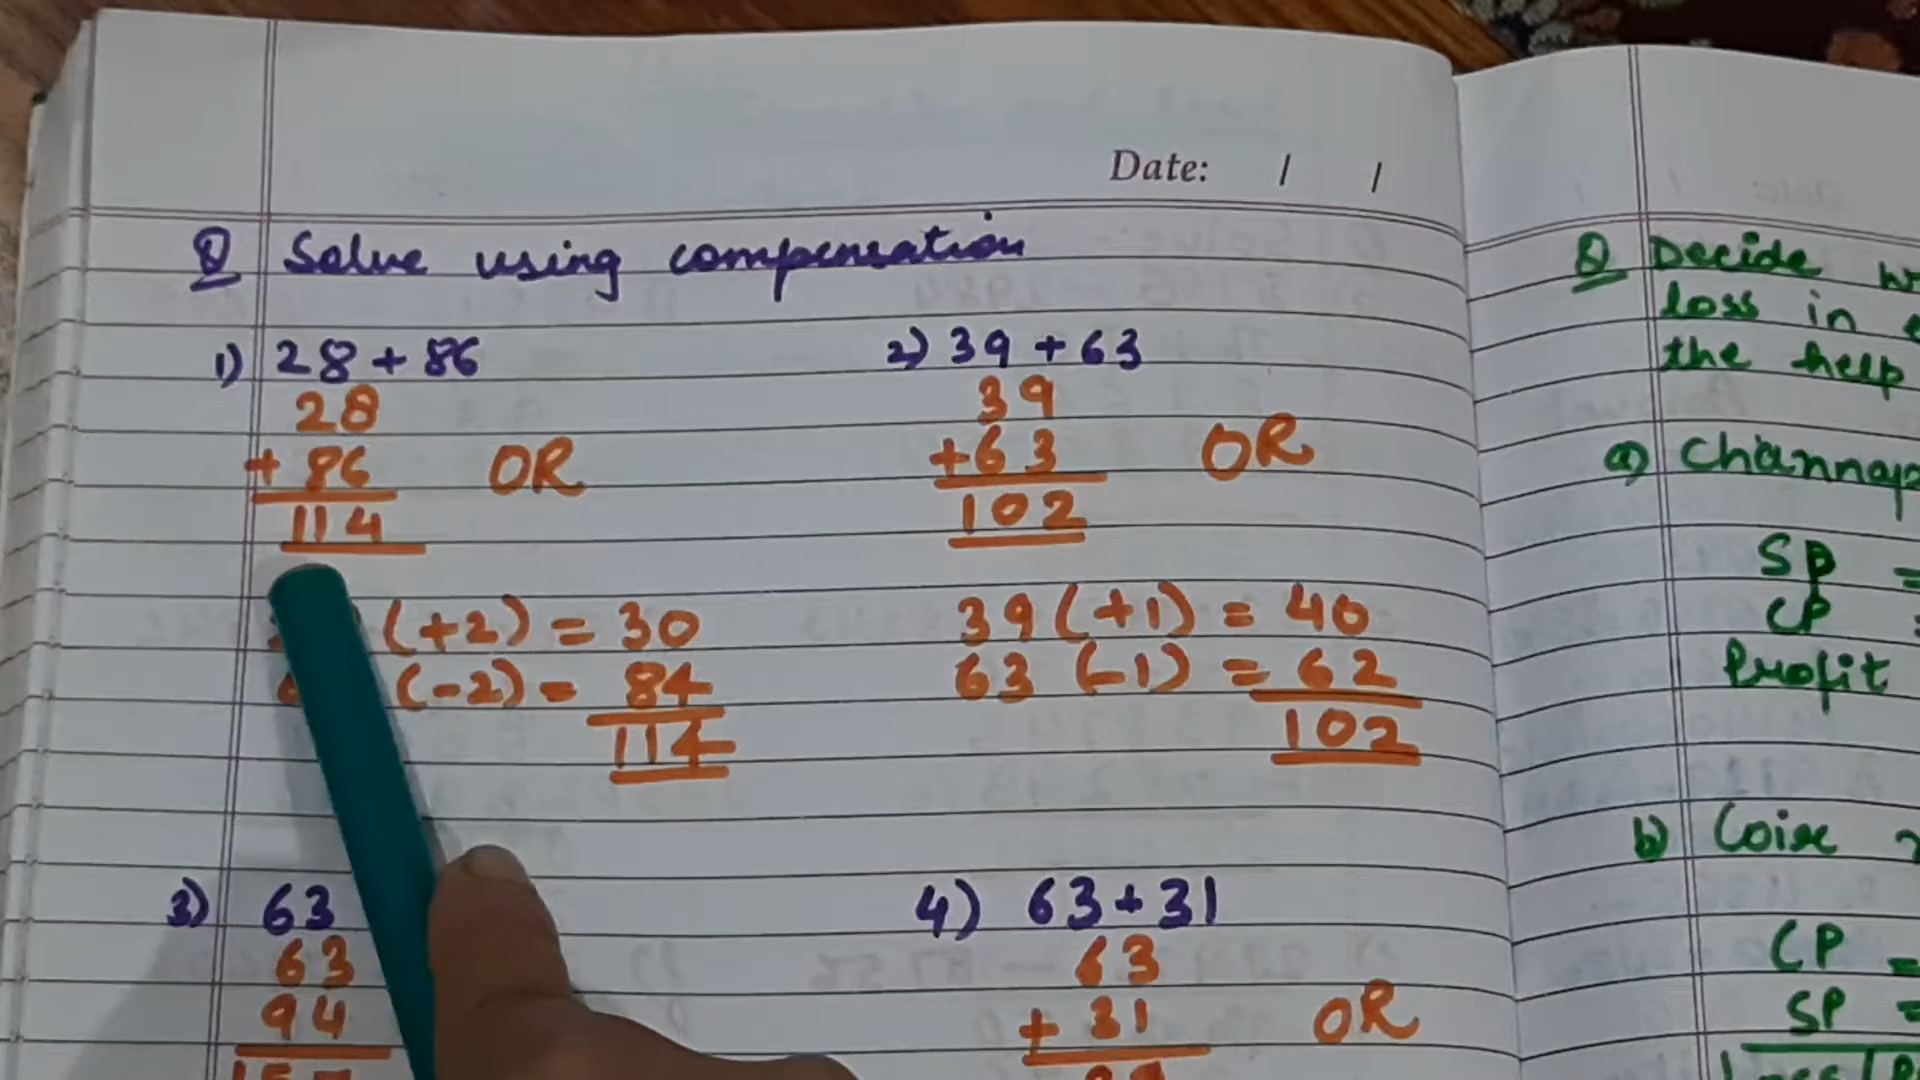 Date: / /
Q Solve using compensation
1) 28 + 86
28
+ 86
114
OR
(+2) = 30
(-2) = 84
114
2) 39 + 63
39
+63
102
OR
39 (+1) = 40
63 (-1) = 62
102
3) 63
63
94
4) 63 + 31
63
+ 31
OR
Q Decide
loss in
the help
a)
SP =
CP =
Profit
b) Coise
CP =
SP =